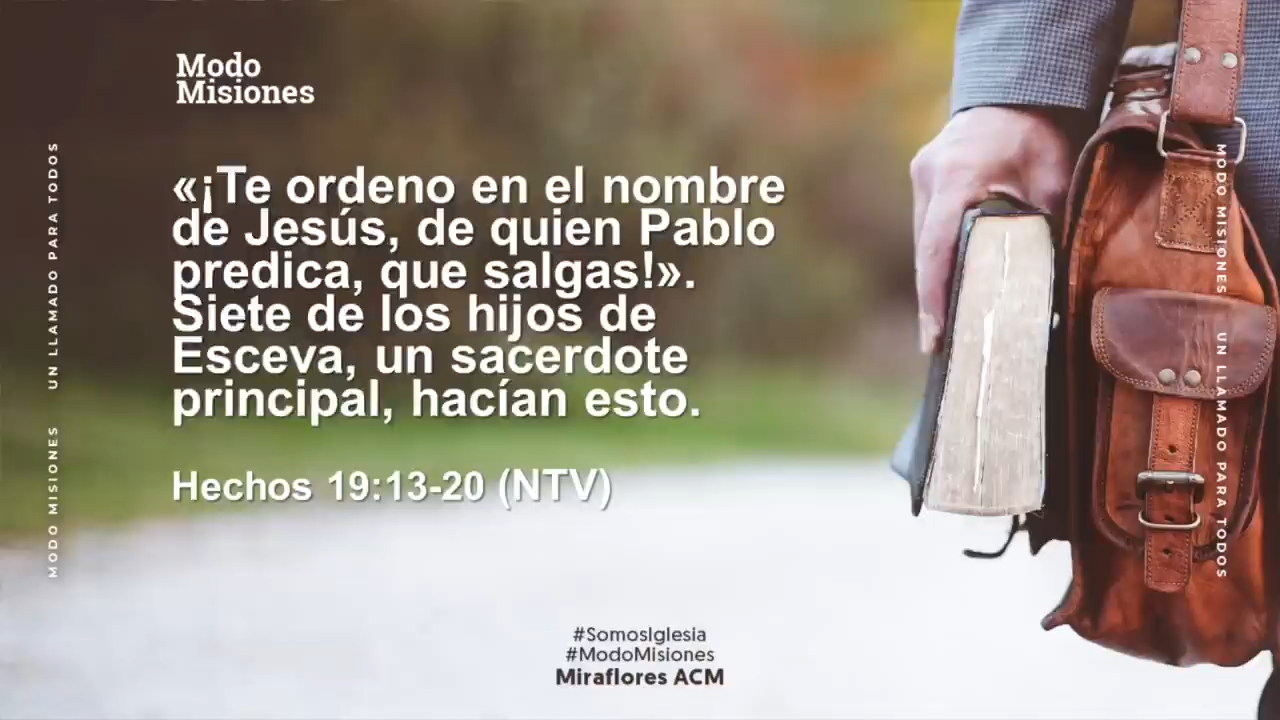 Modo
Misiones
«¡Te ordeno en el nombre
de Jesús, de quien Pablo
predica, que salgas!».
Siete de los hijos de
Esceva, un sacerdote
principal, hacían esto.
Hechos 19:13-20 (NTV)
MODO MISIONES UN LLAMADO PARA TODOS
MODO MISIONES UN LLAMADO PARA TODOS
#SomosIglesia
#ModoMisiones
Miraflores ACM